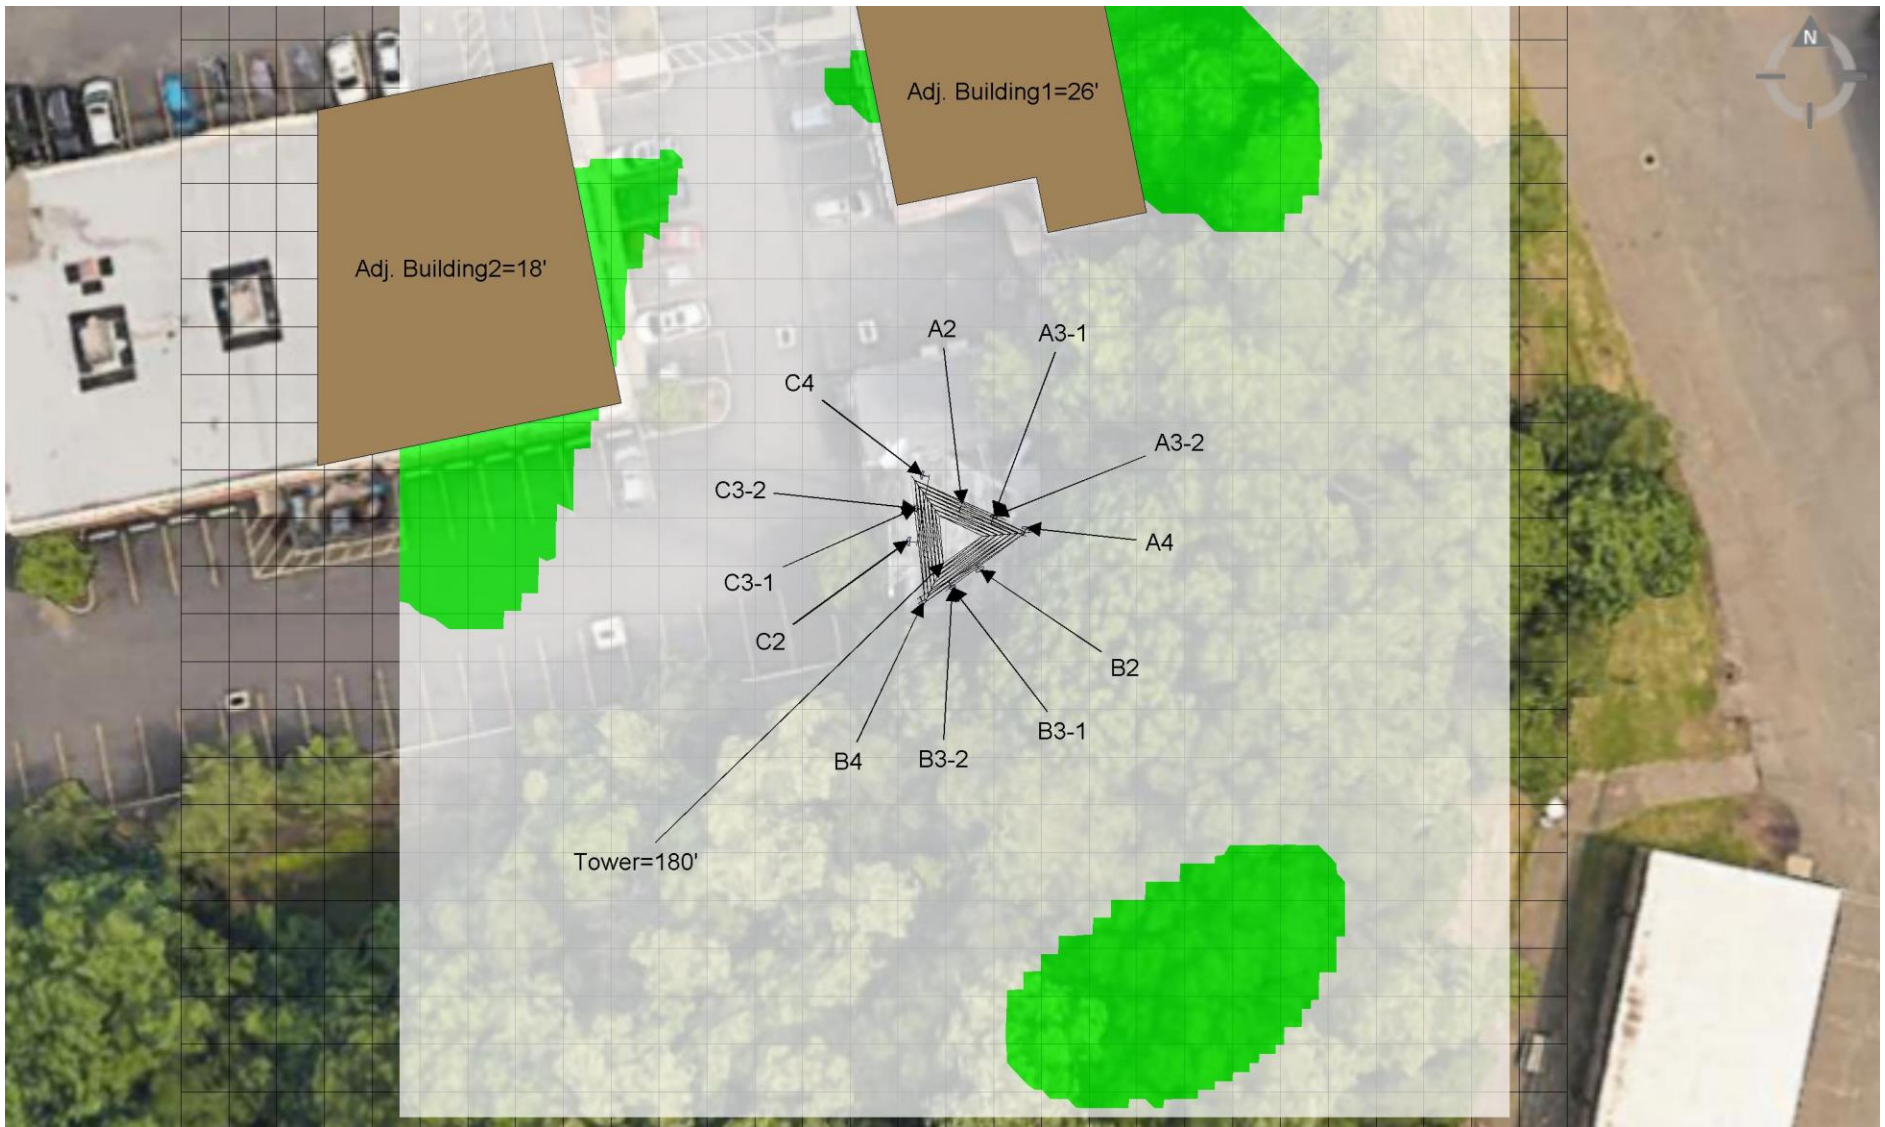 N
Adj. Building1=26'
Adj. Building2=18'
A2
A3-1
C4
A3-2
C3-2
A4
C3-1
C2
B2
B3-1
B4
B3-2
Tower=180'